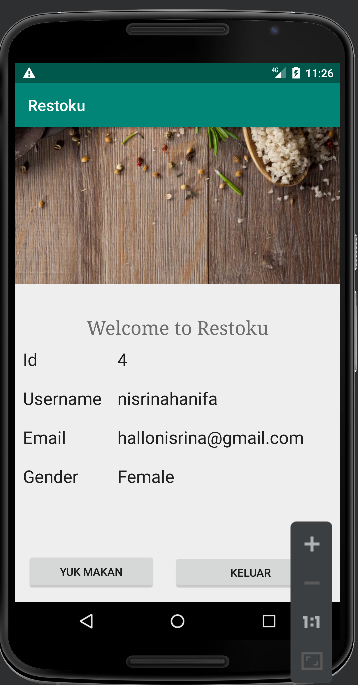 4G 11:26
Restoku
Welcome to Restoku
Id 4
Username nisrinahanifa
Email hallonisrina@gmail.com
Gender Female
YUK MAKAN KELUAR
1:1